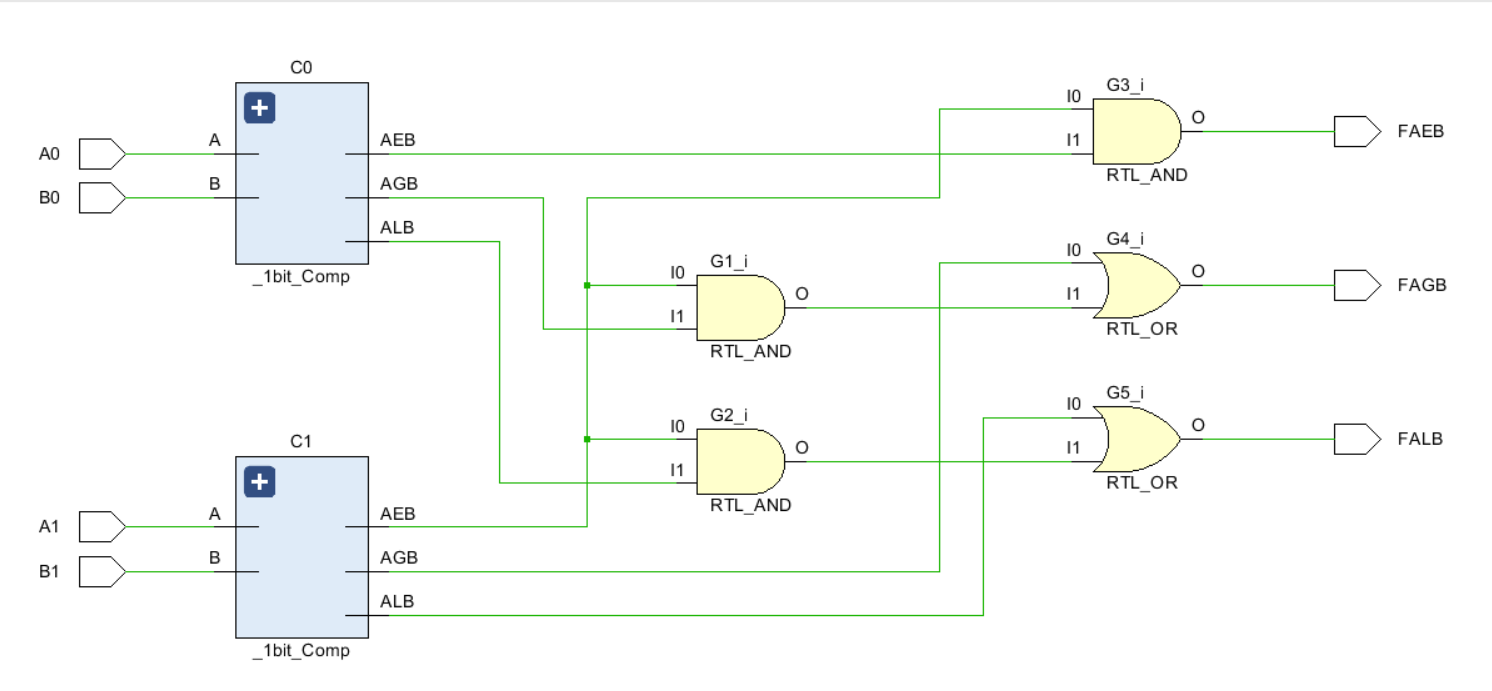 C0
A0
A
AEB
B0
B
AGB
ALB
_1bit_Comp
C1
A1
A
AEB
B1
B
AGB
ALB
_1bit_Comp
G1_i
I0
I1
O
RTL_AND
G2_i
I0
I1
O
RTL_AND
G3_i
I0
I1
O
RTL_AND
FAEB
G4_i
I0
I1
O
RTL_OR
FAGB
G5_i
I0
I1
O
RTL_OR
FALB